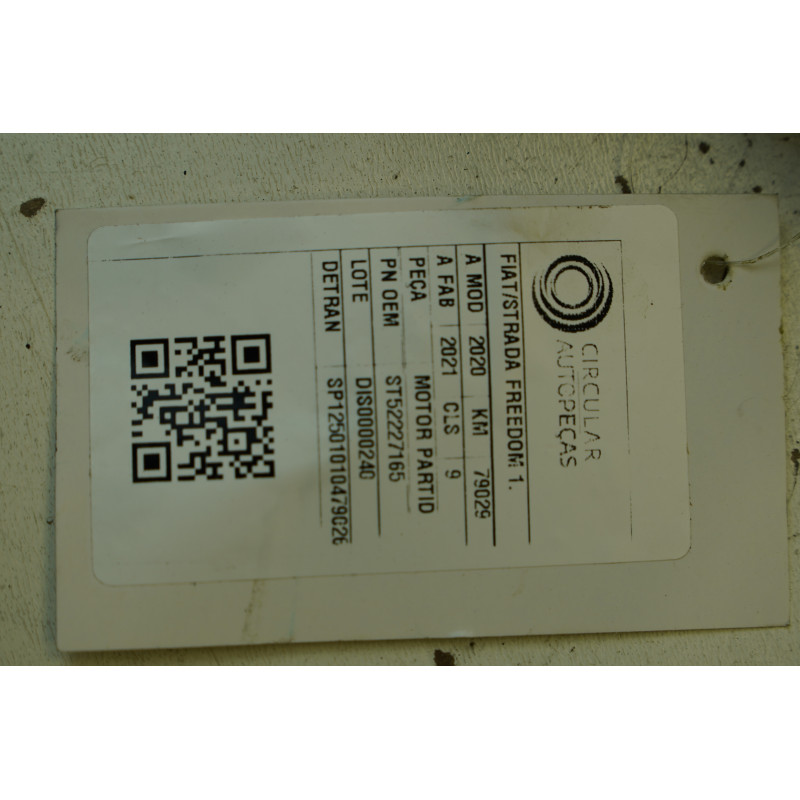 CIRCULAR
AUTOPEÇAS
FIAT/STRADA FREEDOM 1.
A MOD 2020 KM 79029
A FAB 2021 CLS 9
PEÇA MOTOR PARTID
PN OEM ST52227165
LOTE DIS0000240
DETRAN SP12501010479026